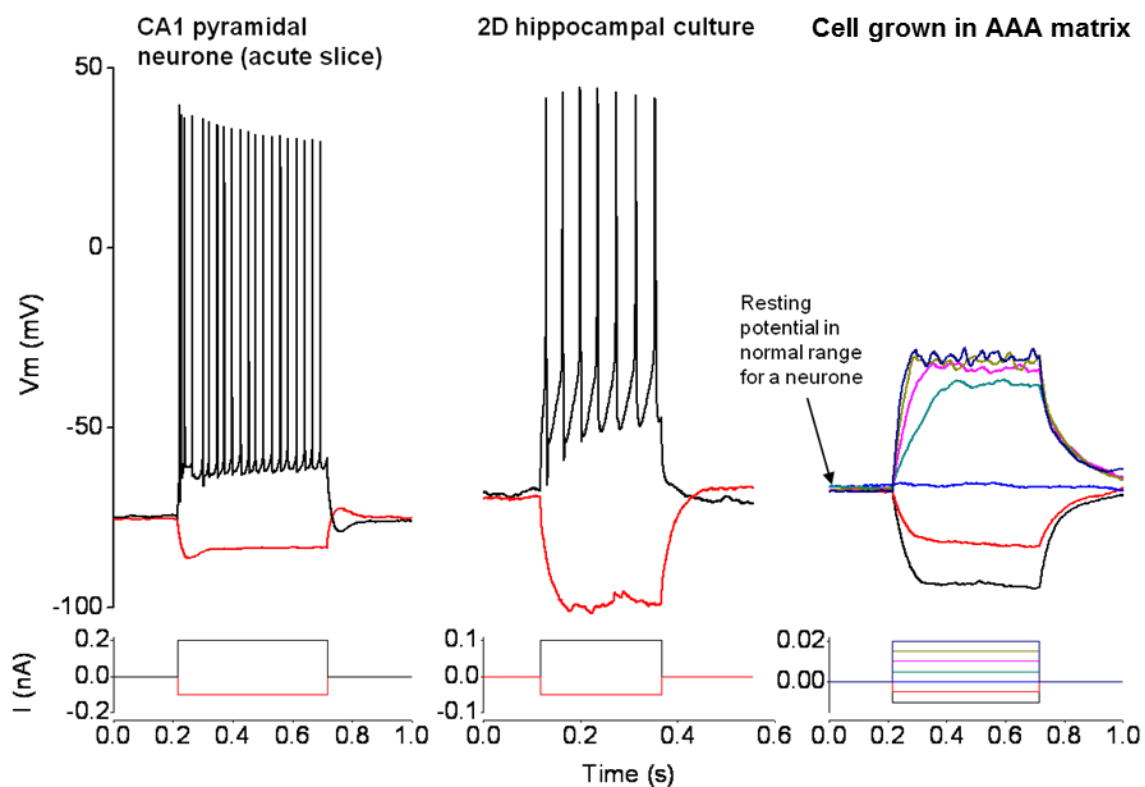 CA1 pyramidal
neurone (acute slice)
2D hippocampal culture
Cell grown in AAA matrix
50
0
-50
-100
Vm (mV)
Resting
potential in
normal range
for a neurone
0.2
0.0
-0.2
I (nA)
0.1
0.0
-0.1
0.02
0.00
0.0 0.2 0.4 0.6 0.8 1.0
0.0 0.2 0.4 0.6
0.0 0.2 0.4 0.6 0.8 1.0
Time (s)